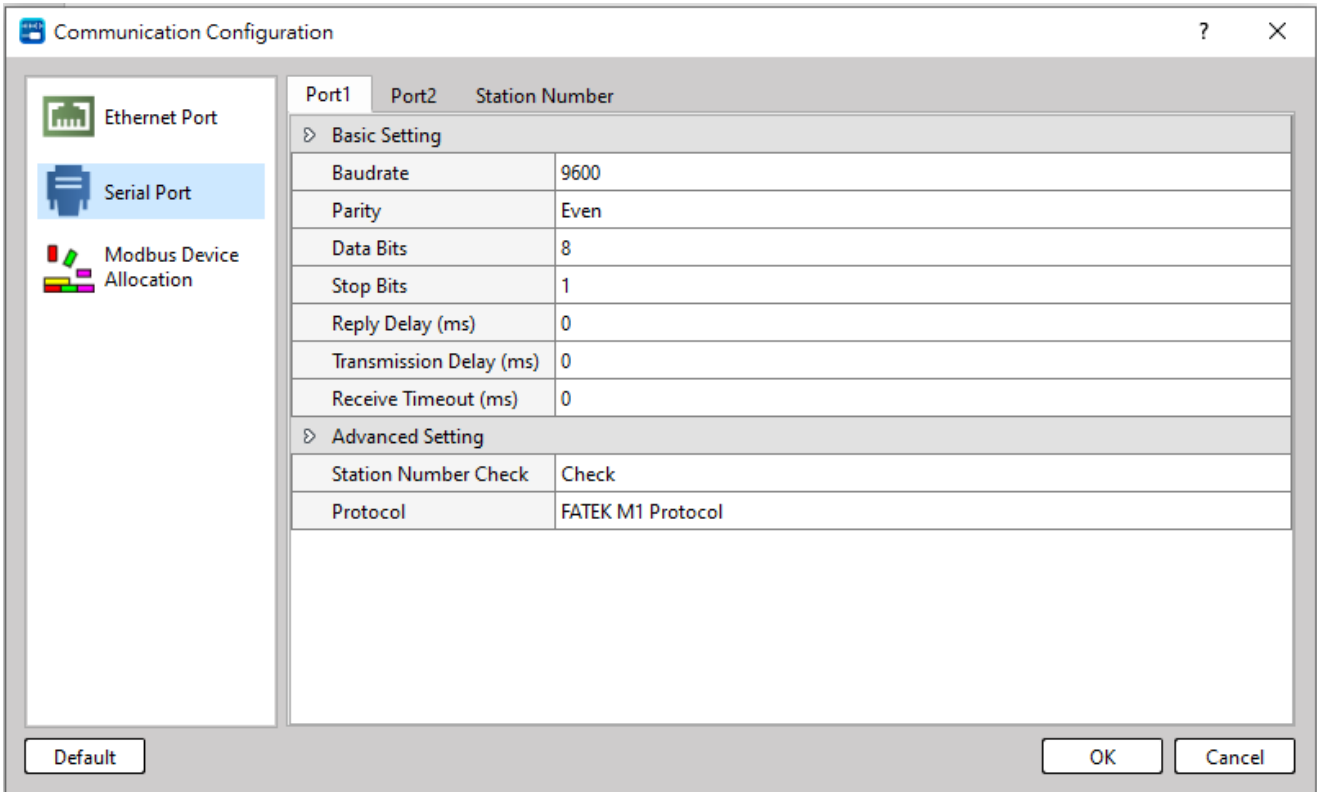 Communication Configuration ? ×
Ethernet Port
Serial Port
Modbus Device
Allocation
Port1 Port2 Station Number
Basic Setting
Baudrate 9600
Parity Even
Data Bits 8
Stop Bits 1
Reply Delay (ms) 0
Transmission Delay (ms) 0
Receive Timeout (ms) 0
Advanced Setting
Station Number Check Check
Protocol FATEK M1 Protocol
Default OK Cancel